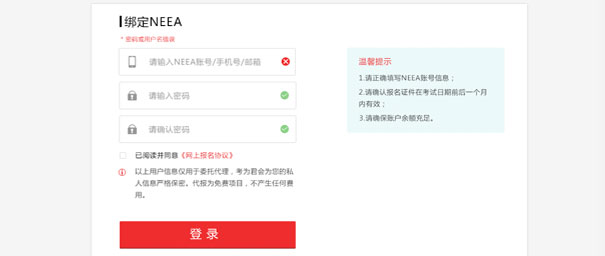 绑定NEEA
* 密码或用户名错误
请输入NEEA账号/手机号/邮箱
请输入密码
请确认密码
已阅读并同意《网上报名协议》
以上用户信息仅用于委托代理，考为君会为您的私
人信息严格保密。代报为免费项目，不产生任何费
用。
登录
温馨提示
1.请正确填写NEEA账号信息；
2.请确认报名证件在考试日期前后一个月
内有效；
3.请确保账户余额充足。